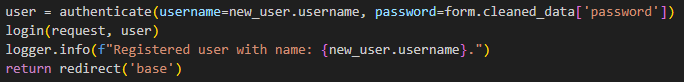 user = authenticate(username=new_user.username, password=form.cleaned_data['password'])
login(request, user)
logger.info(f"Registered user with name: {new_user.username}.")
return redirect('base')